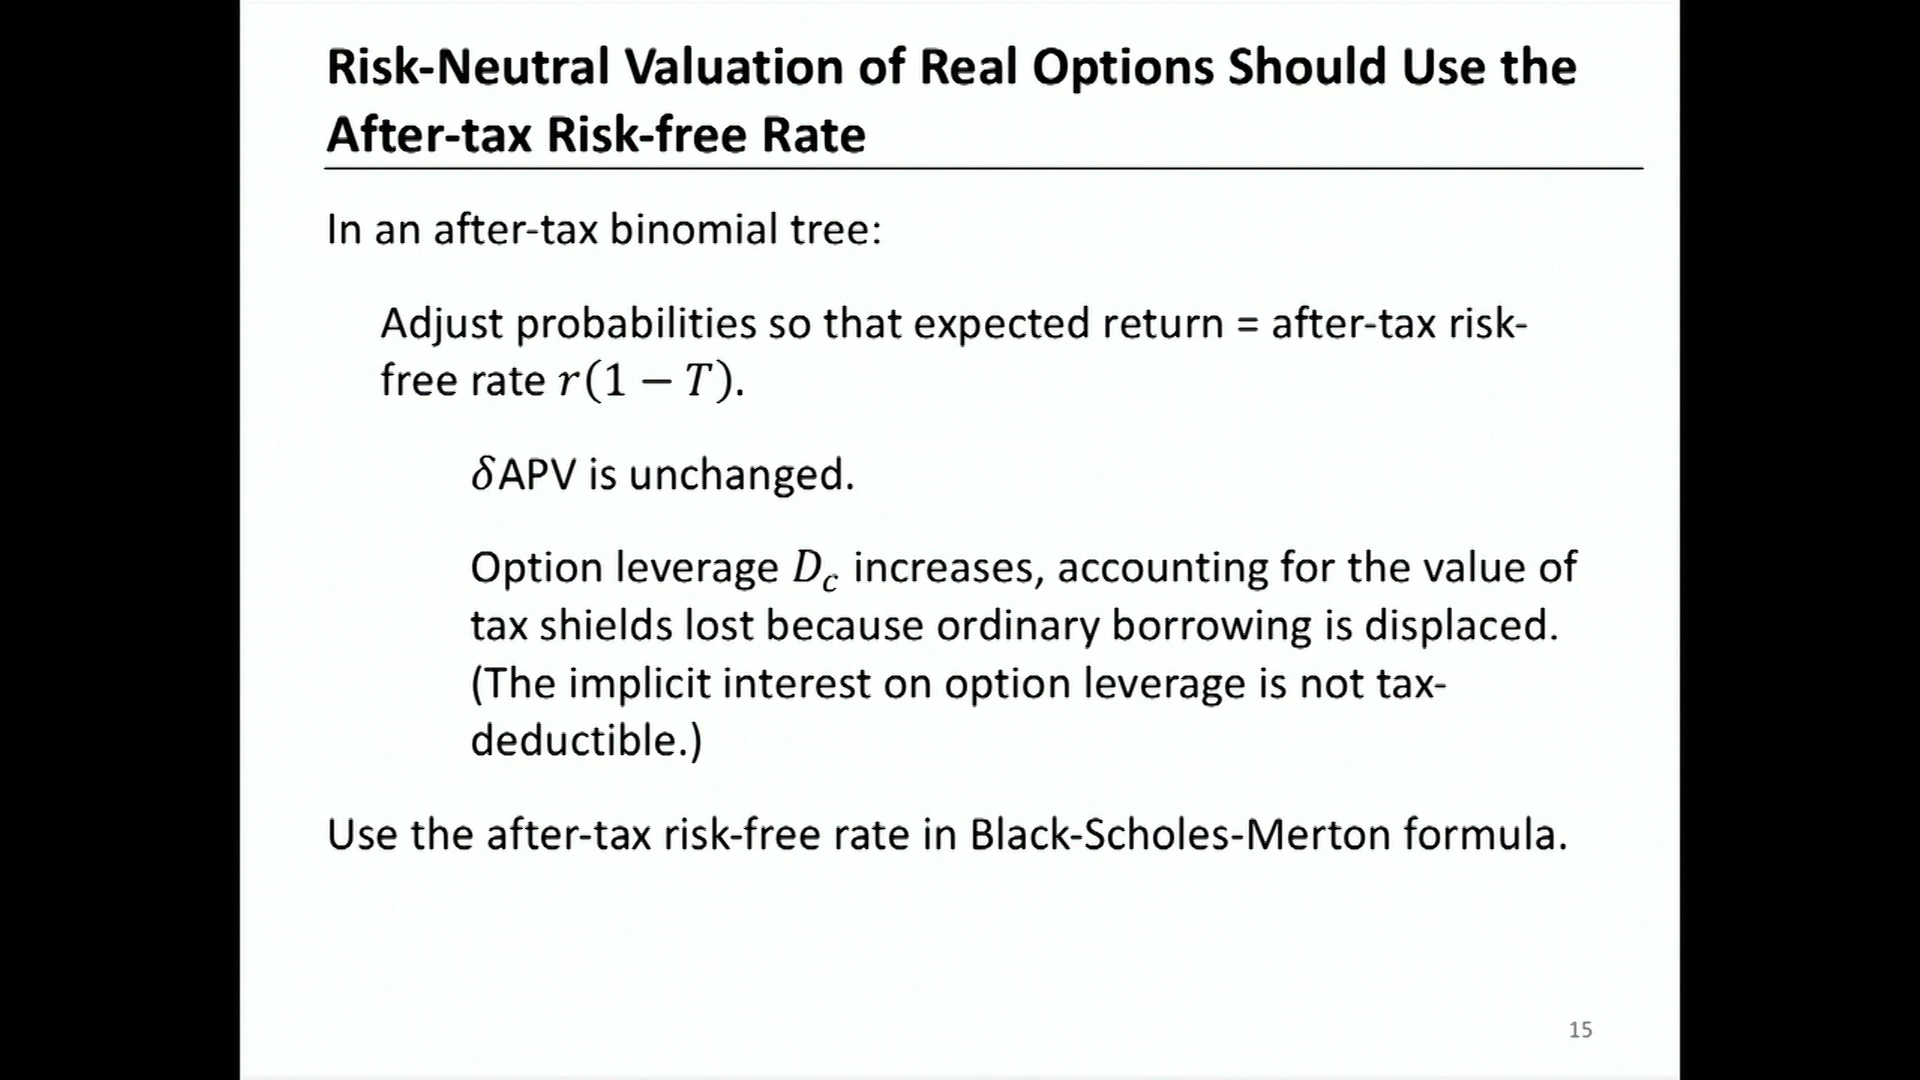 Risk-Neutral Valuation of Real Options Should Use the
After-tax Risk-free Rate
In an after-tax binomial tree:
Adjust probabilities so that expected return = after-tax risk-
free rate r(1 − T).
δAPV is unchanged.
Option leverage D_c increases, accounting for the value of
tax shields lost because ordinary borrowing is displaced.
(The implicit interest on option leverage is not tax-
deductible.)
Use the after-tax risk-free rate in Black-Scholes-Merton formula.
15